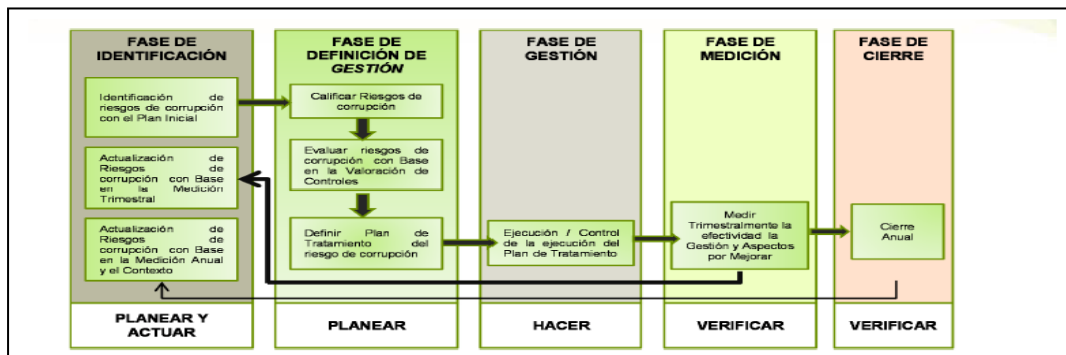 FASE DE
IDENTIFICACIÓN
Identificación de
riesgos de corrupción
con el Plan Inicial
Actualización de
Riesgos de
corrupción con Base
en la Medición
Trimestral
Actualización de
Riesgos de
corrupción con Base
en la Medición Anual
y el Contexto
PLANEAR Y
ACTUAR
FASE DE
DEFINICIÓN DE
GESTIÓN
Calificar Riesgos de
corrupción
Evaluar riesgos de
corrupción con Base
en la Valoración de
Controles
Definir Plan de
Tratamiento del
riesgo de corrupción
PLANEAR
FASE DE
GESTIÓN
Ejecución / Control
de la ejecución del
Plan de Tratamiento
HACER
FASE DE
MEDICIÓN
Medir
Trimestralmente la
efectividad la
Gestión y Aspectos
por Mejorar
VERIFICAR
FASE DE
CIERRE
Cierre
Anual
VERIFICAR